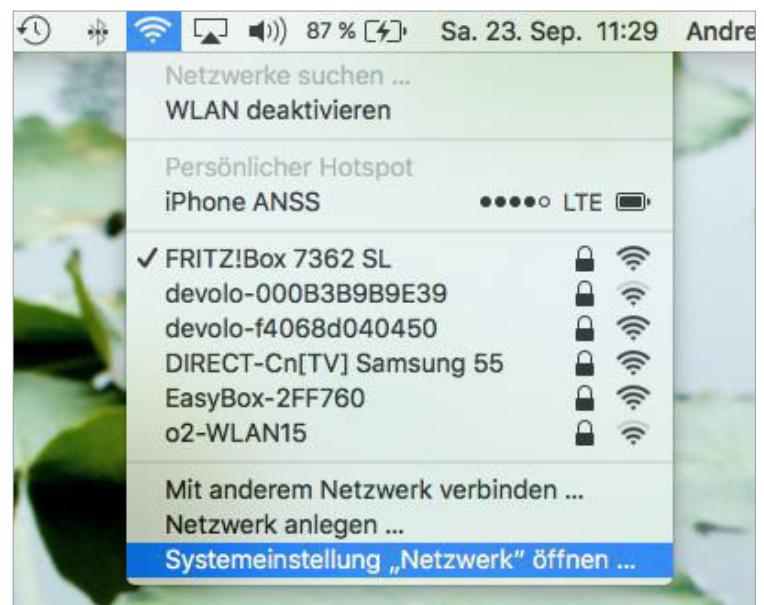 87 % Sa. 23. Sep. 11:29 Andre
Netzwerke suchen ...
WLAN deaktivieren
Persönlicher Hotspot
iPhone ANSS LTE
FRITZ!Box 7362 SL
devolo-000B3B9B9E39
devolo-f4068d040450
DIRECT-Cn[TV] Samsung 55
EasyBox-2FF760
o2-WLAN15
Mit anderem Netzwerk verbinden ...
Netzwerk anlegen ...
Systemeinstellung „Netzwerk“ öffnen ...